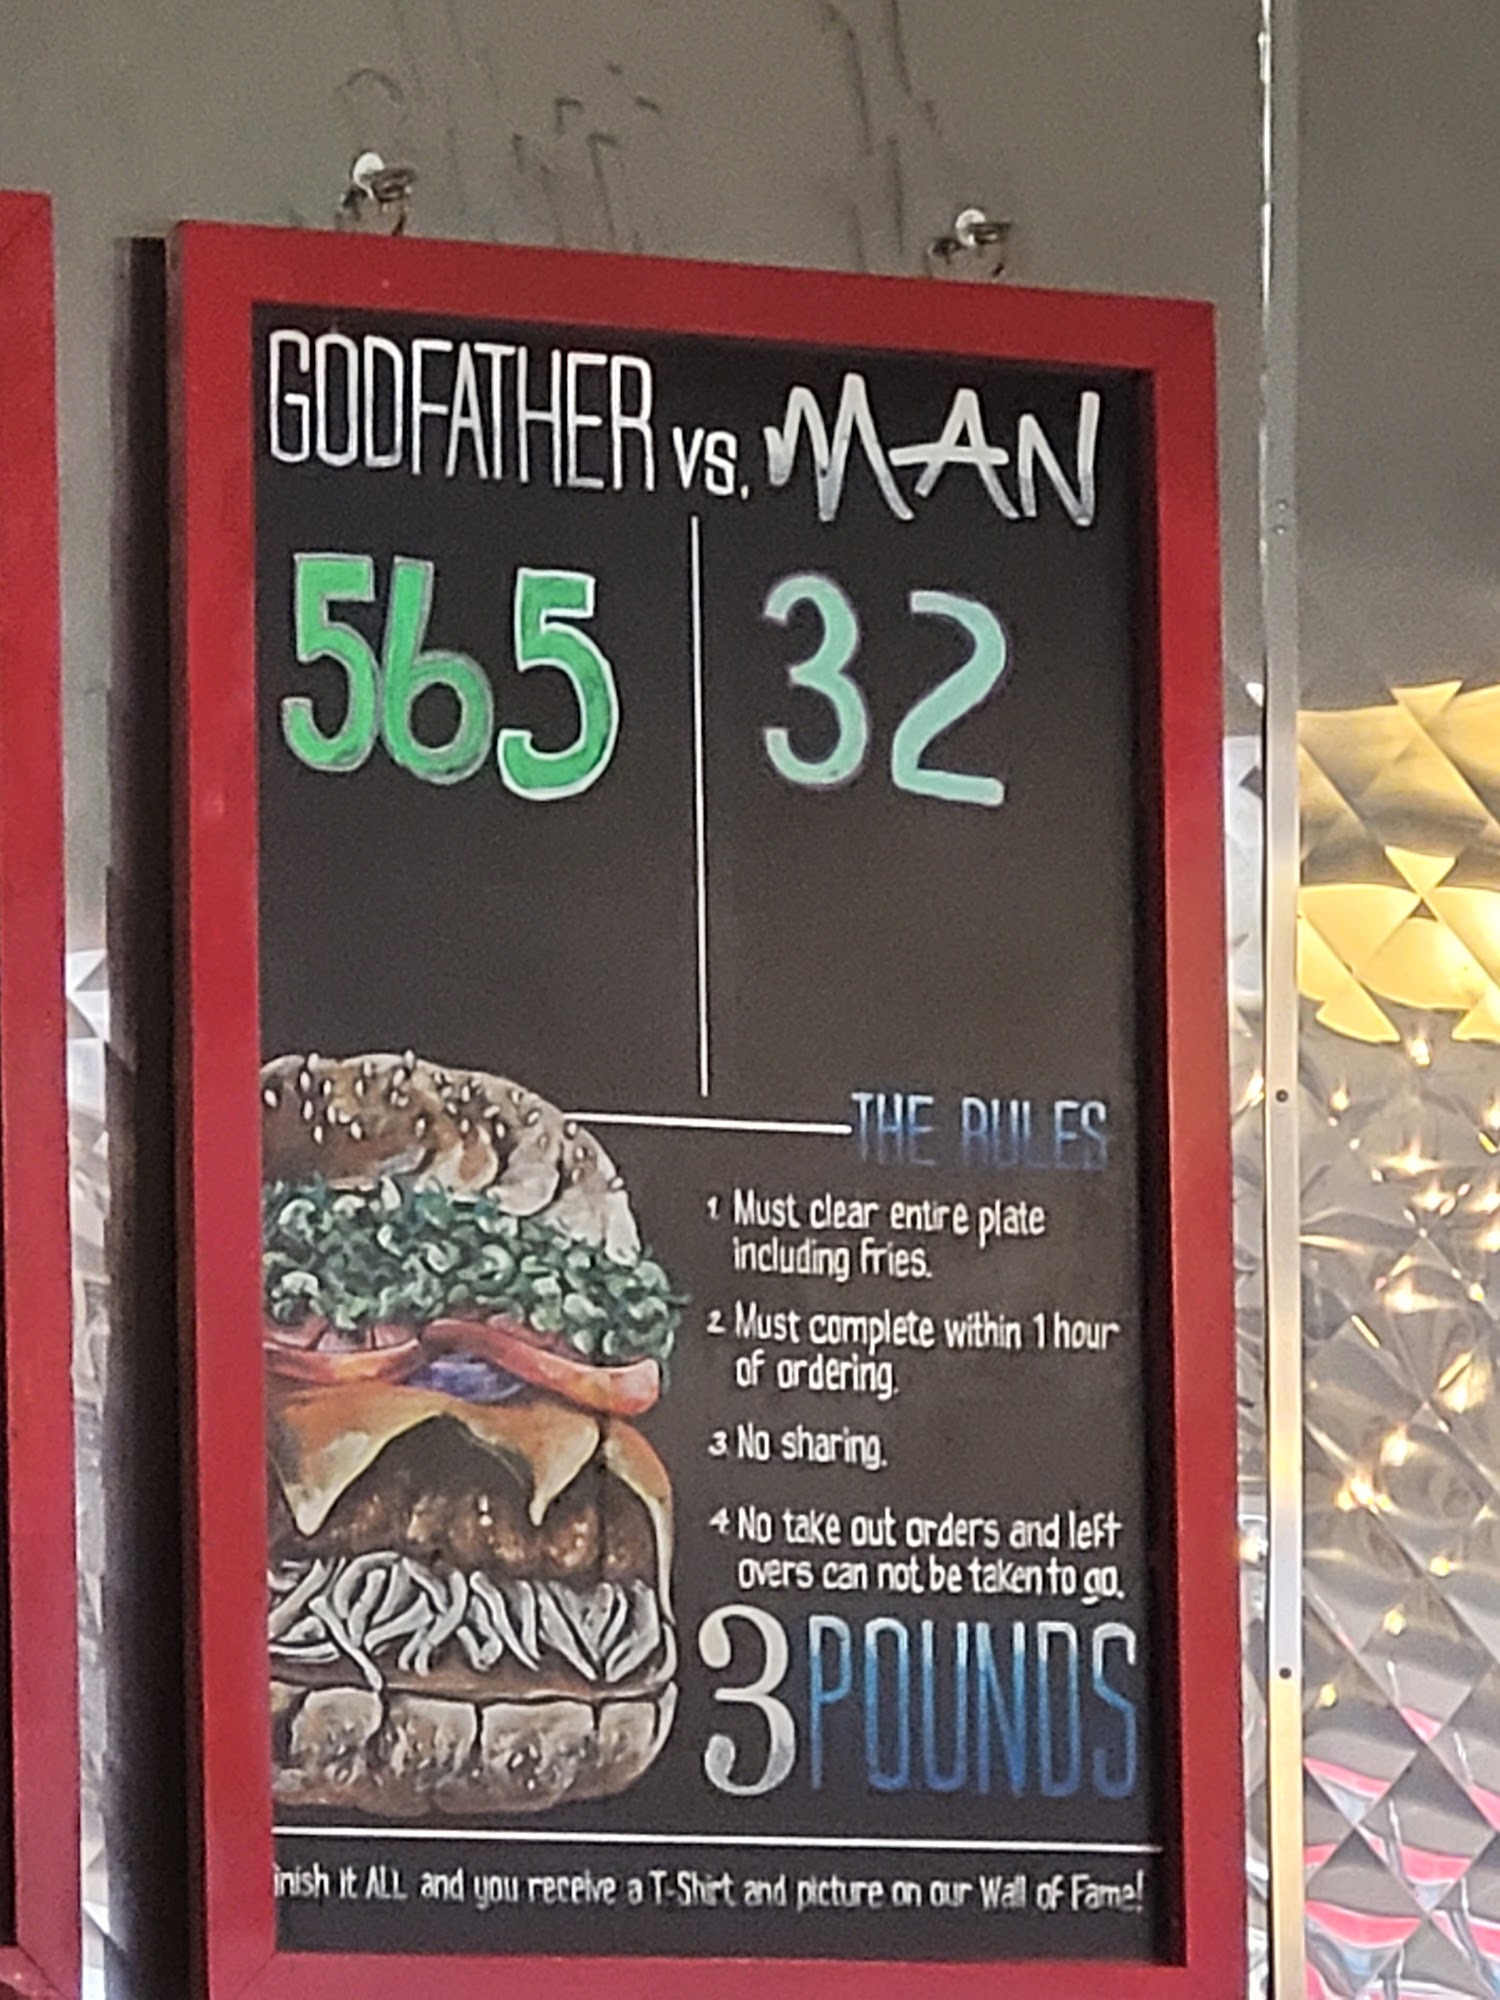 GODFATHER vs. MAN
565 32
THE RULES
1 Must clear entire plate
including fries.
2 Must complete within 1 hour
of ordering.
3 No sharing.
4 No take out orders and left
overs can not be taken to go.
3 POUNDS
inish it ALL and you receive a T-Shirt and picture on our Wall of Fame!